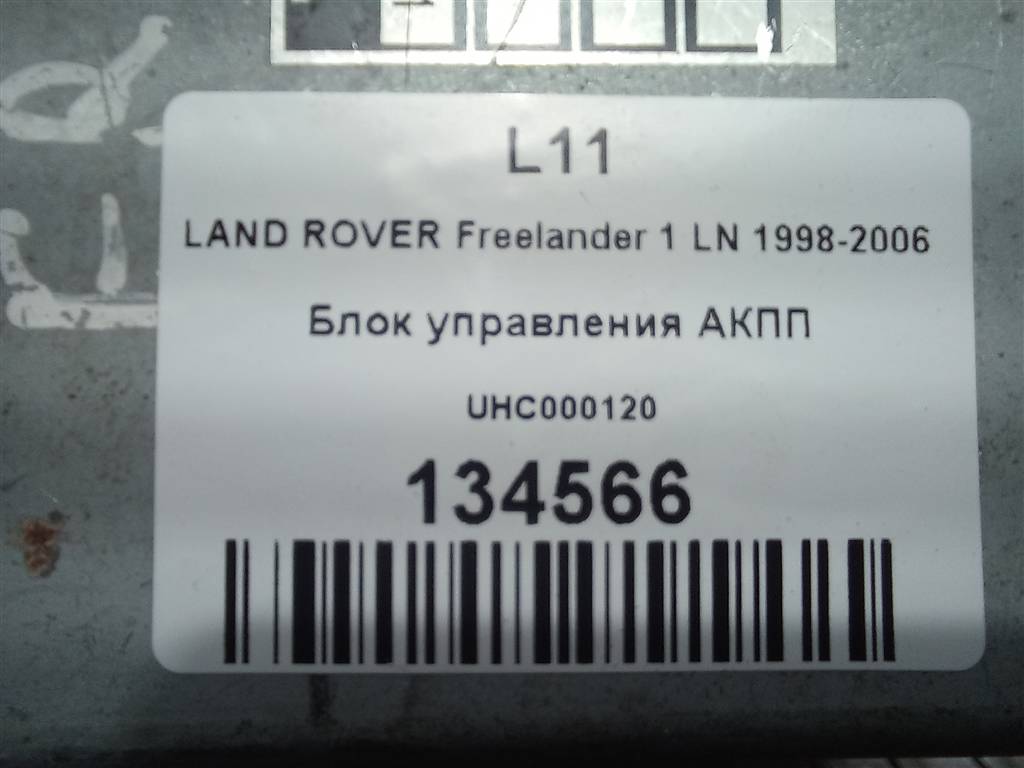 L11
LAND ROVER Freelander 1 LN 1998-2006
Блок управления АКПП
UHC000120
134566